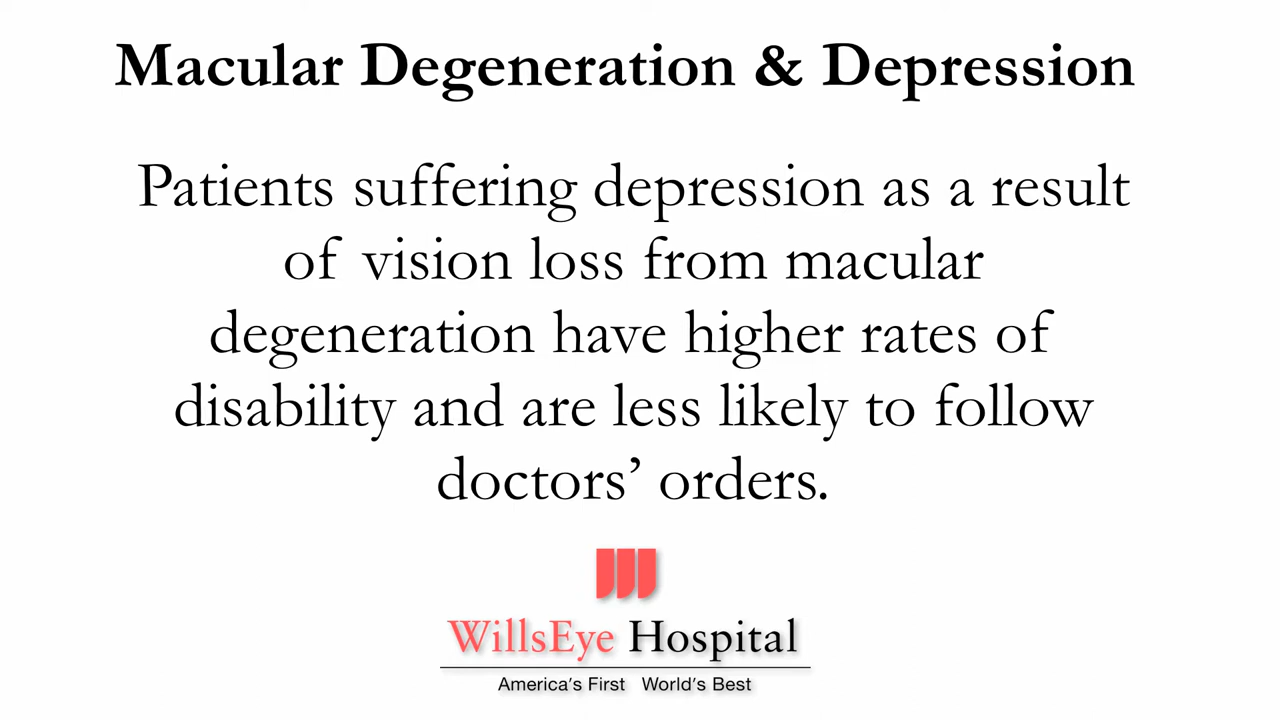 Macular Degeneration & Depression
Patients suffering depression as a result
of vision loss from macular
degeneration have higher rates of
disability and are less likely to follow
doctors’ orders.
WillsEye Hospital
America's First World's Best